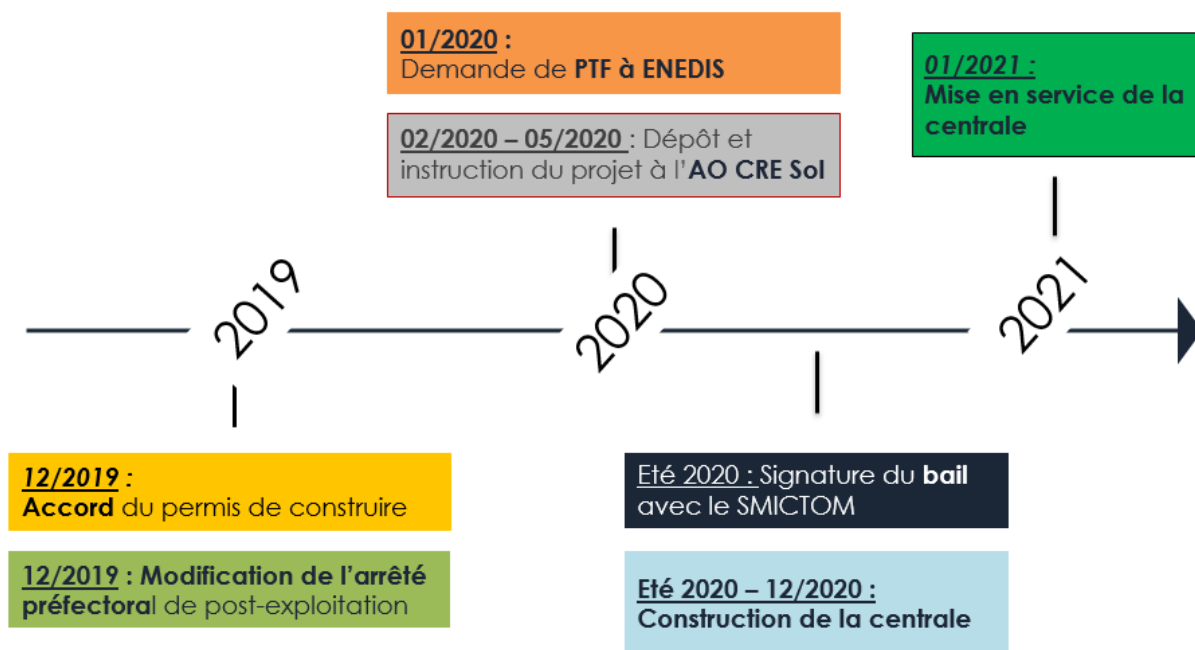 01/2020 :
Demande de PTF à ENEDIS
02/2020 – 05/2020 : Dépôt et
instruction du projet à l'AO CRE Sol
01/2021 :
Mise en service de la
centrale
2019
2020
2021
12/2019 :
Accord du permis de construire
12/2019 : Modification de l'arrêté
préfectoral de post-exploitation
Eté 2020 : Signature du bail
avec le SMICTOM
Eté 2020 – 12/2020 :
Construction de la centrale